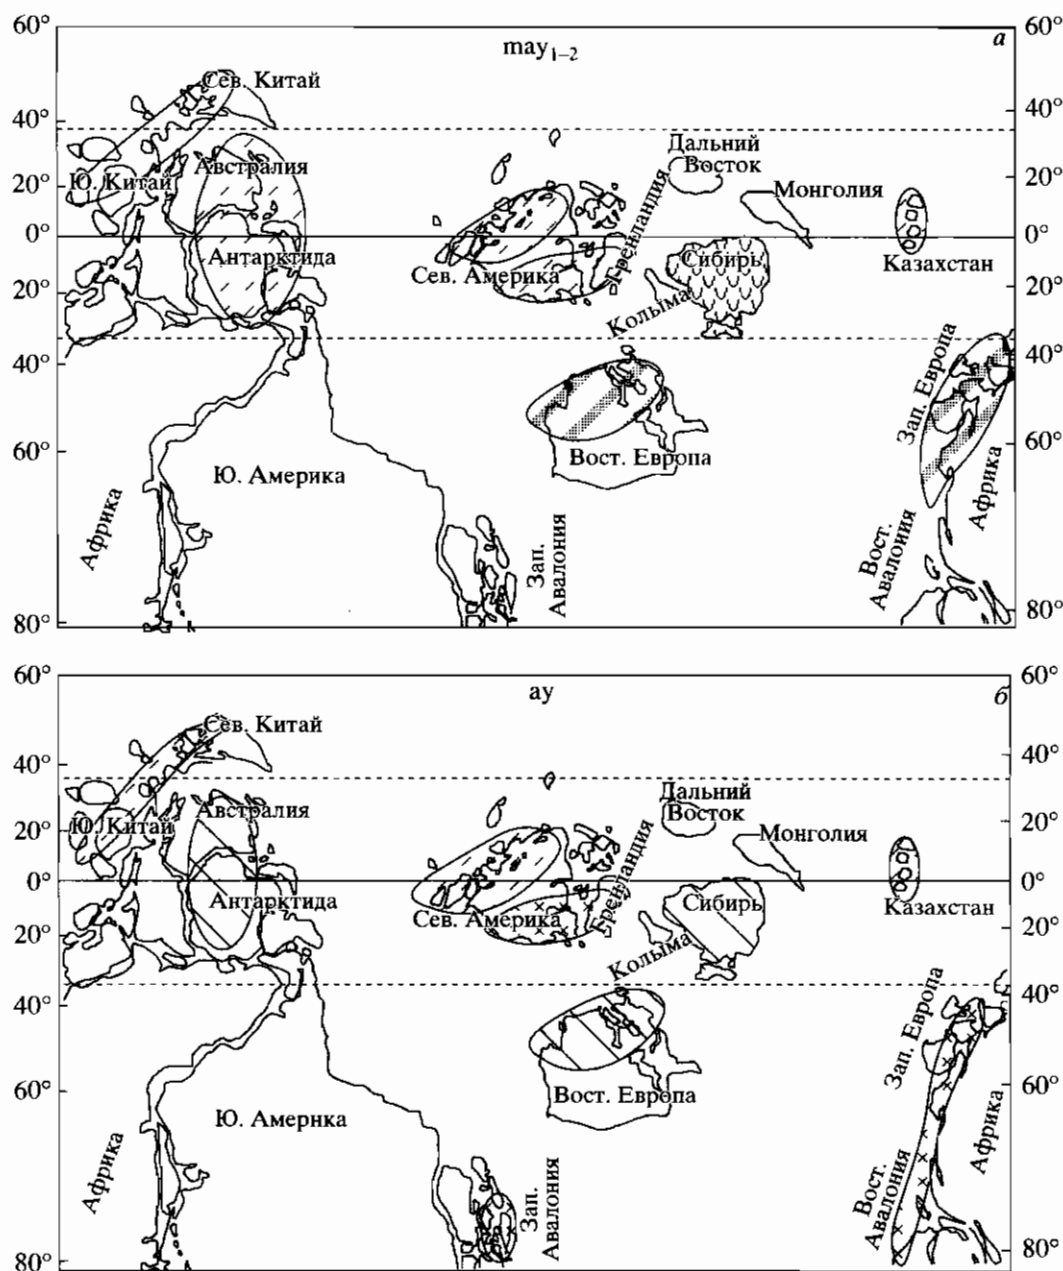 60°
60°
may1–2
а
Сев. Китай
40°
40°
Дальний
Восток
Ю. Китай
Австралия
Монголия
20°
20°
Гренландия
0°
0°
Антарктида
Сибирь
Казахстан
Сев. Америка
20°
20°
Колыма
40°
40°
Зап. Европа
60°
60°
Вост. Европа
Ю. Америка
Африка
Африка
Вост.
Авалония
Зап.
Авалония
80°
80°
60°
60°
ау
б
Сев. Китай
40°
40°
Дальний
Восток
Ю. Китай
Австралия
Монголия
20°
20°
Гренландия
0°
0°
Антарктида
Сибирь
Казахстан
Сев. Америка
20°
20°
Колыма
40°
40°
Зап. Европа
60°
60°
Вост. Европа
Ю. Амернка
Африка
Африка
Вост.
Авалония
Зап.
Авалония
80°
80°